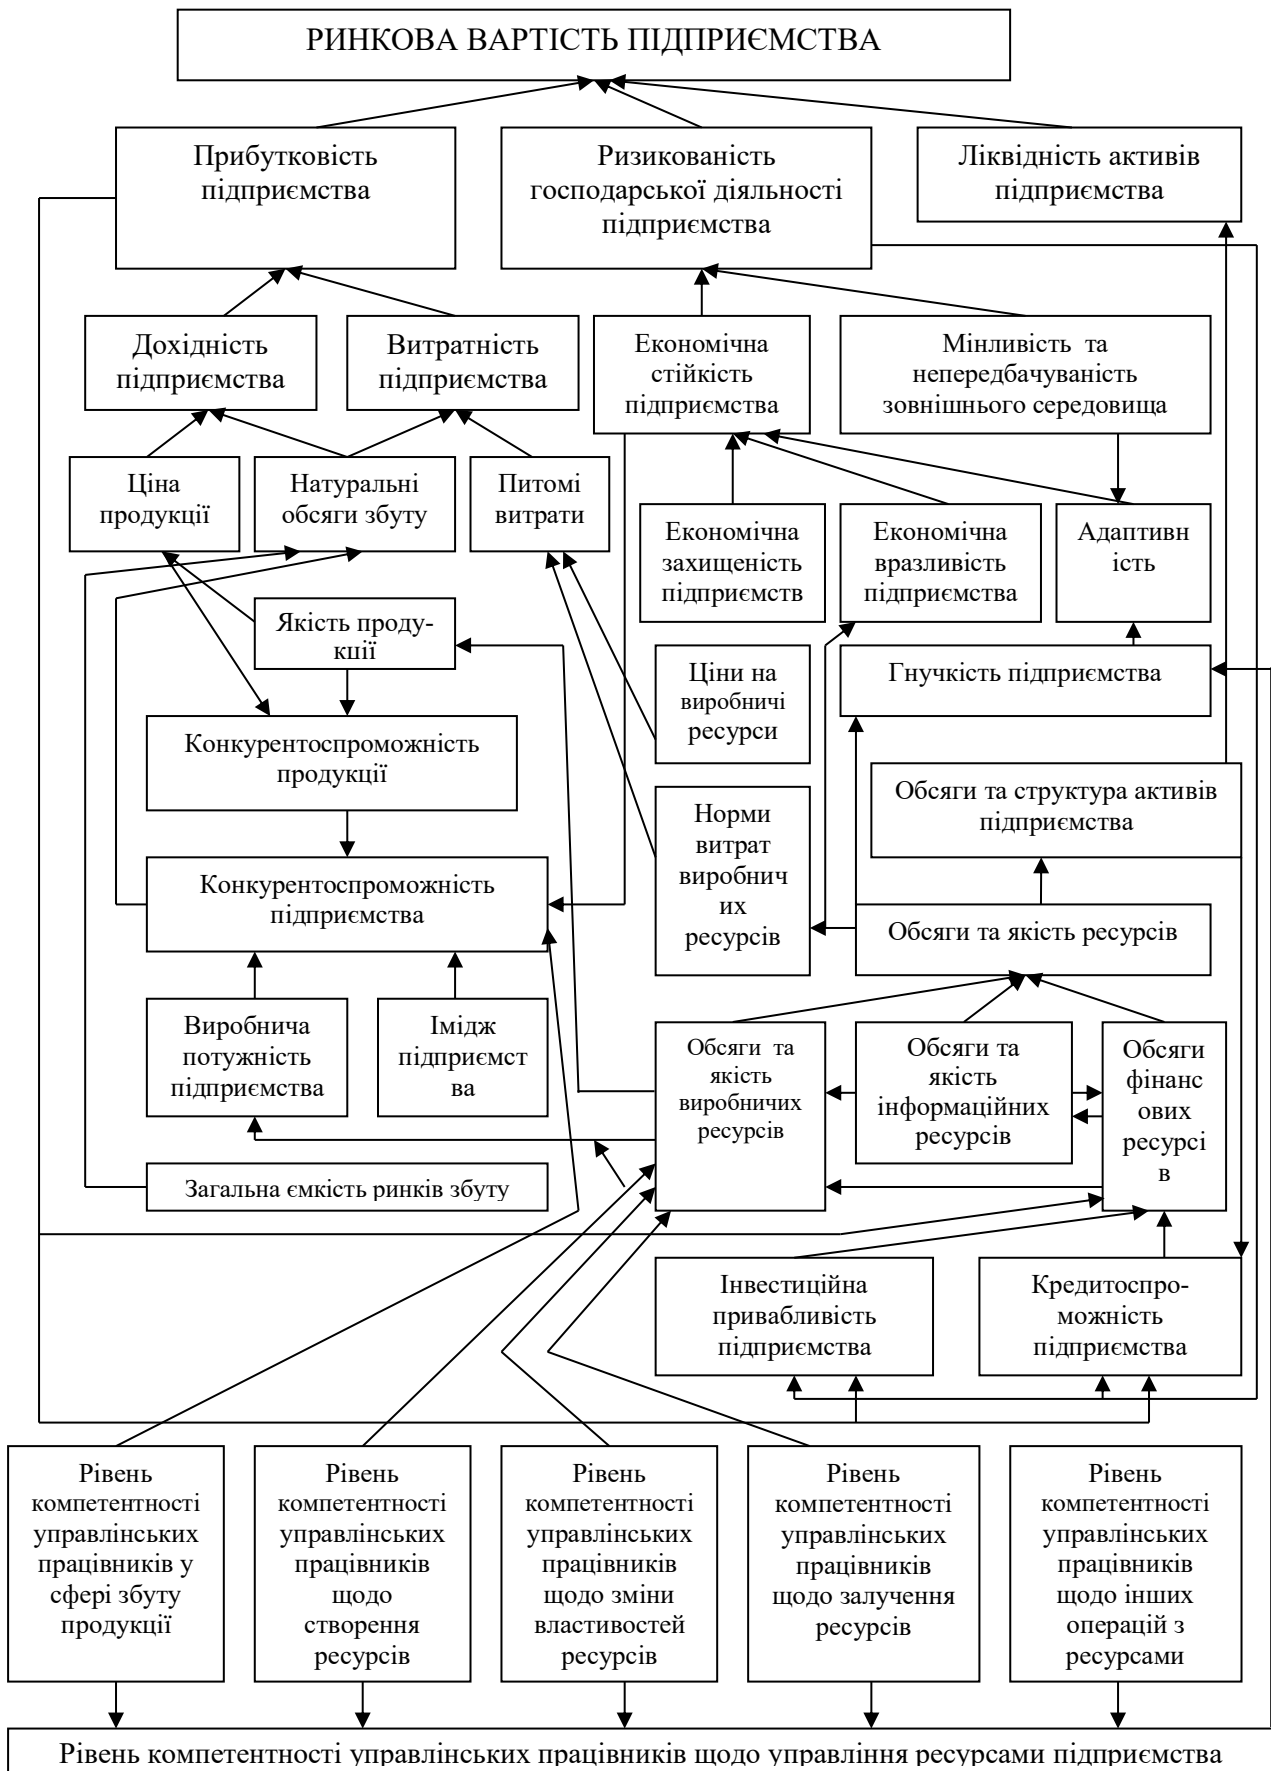 РИНКОВА ВАРТІСТЬ ПІДПРИЄМСТВА
Прибутковість
підприємства
Ризикованість
господарської діяльності
підприємства
Ліквідність активів
підприємства
Дохідність
підприємства
Витратність
підприємства
Економічна
стійкість
підприємства
Мінливість та
непередбачуваність
зовнішнього середовища
Ціна
продукції
Натуральні
обсяги збуту
Питомі
витрати
Економічна
захищеність
підприємств
Економічна
вразливість
підприємства
Адаптивн
ість
Якість проду-
кції
Ціни на
виробничі
ресурси
Гнучкість підприємства
Конкурентоспроможність
продукції
Обсяги та структура активів
підприємства
Норми
витрат
виробнич
их
ресурсів
Конкурентоспроможність
підприємства
Обсяги та якість ресурсів
Виробнича
потужність
підприємства
Імідж
підприємст
ва
Обсяги та
якість
виробничих
ресурсів
Обсяги та
якість
інформаційних
ресурсів
Обсяги
фінанс
ових
ресурсі
в
Загальна ємкість ринків збуту
Інвестиційна
привабливість
підприємства
Кредитоспро-
можність
підприємства
Рівень
компетентності
управлінських
працівників у
сфері збуту
продукції
Рівень
компетентності
управлінських
працівників
щодо
створення
ресурсів
Рівень
компетентності
управлінських
працівників
щодо зміни
властивостей
ресурсів
Рівень
компетентності
управлінських
працівників
щодо залучення
ресурсів
Рівень
компетентності
управлінських
працівників
щодо інших
операцій з
ресурсами
Рівень компетентності управлінських працівників щодо управління ресурсами підприємства